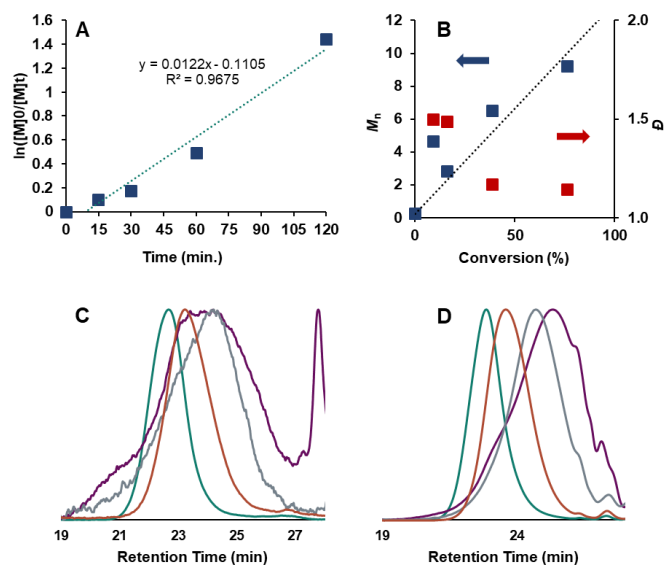 A
y = 0.0122x - 0.1105
R² = 0.9675
ln([M]0/[M]t)
1.6
1.4
1.2
1
0.8
0.6
0.4
0.2
0
0 15 30 45 60 75 90 105 120
Time (min.)
B
Mn
12
10
8
6
4
2
0
2.0
1.5
1.0
Đ
0 50 100
Conversion (%)
C
19 21 23 25 27
Retention Time (min)
D
19 24
Retention Time (min)